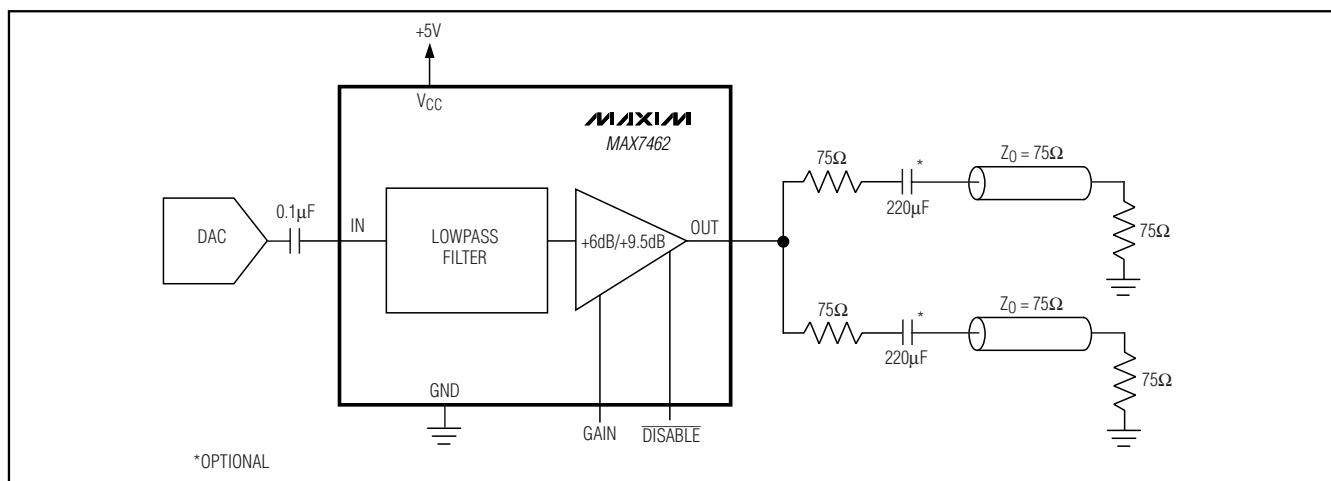 +5V
VCC
MAXIM
MAX7462
DAC
0.1µF
IN
LOWPASS
FILTER
+6dB/+9.5dB
OUT
GND
GAIN
DISABLE
75Ω
*
220µF
Z0 = 75Ω
75Ω
75Ω
*
220µF
Z0 = 75Ω
75Ω
*OPTIONAL